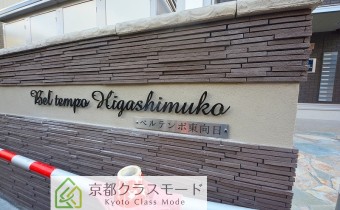 Bel tempo Higashimuko
・ベルテンポ東向日・
京都クラスモード
Kyoto Class Mode